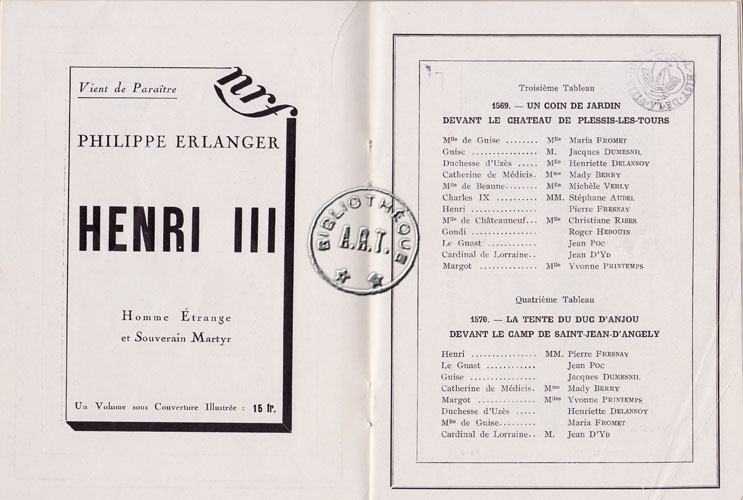 Vient de Paraître
nrf
PHILIPPE ERLANGER
HENRI III
Homme Étrange
et Souverain Martyr
Un Volume sous Couverture Illustrée : 15 fr.
BIBLIOTHÈQUE
A.R.T.
Troisième Tableau
1569. — UN COIN DE JARDIN
DEVANT LE CHATEAU DE PLESSIS-LES-TOURS
Mlle de Guise ........ Mlle Maria FROMET
Guise ................ M. Jacques DUMESNIL
Duchesse d'Uzès ..... Mlle Henriette DELANNOY
Catherine de Médicis. Mme Mady BERRY
Mlle de Beaune........ Mlle Michèle VERLY
Charles IX ........... MM. Stéphane AUDEL
Henri ................ Pierre FRESNAY
Mlle de Châteauneuf... Mlle Christiane RIBES
Gondi ................ Roger HÉDOUIN
Le Guast ............. Jean POC
Cardinal de Lorraine.. Jean D'YD
Margot .............. Mlle Yvonne PRINTEMPS
Quatrième Tableau
1570. — LA TENTE DU DUC D'ANJOU
DEVANT LE CAMP DE SAINT-JEAN-D'ANGELY
Henri ................ MM. Pierre FRESNAY
Le Guast ............ Jean POC
Guise ................ Jacques DUMESNIL
Catherine de Médicis. Mme Mady BERRY
Margot .............. Mlles Yvonne PRINTEMPS
Duchesse d'Uzès ..... Henriette DELANNOY
Mlle de Guise......... Maria FROMET
Cardinal de Lorraine.. M. Jean D'YD